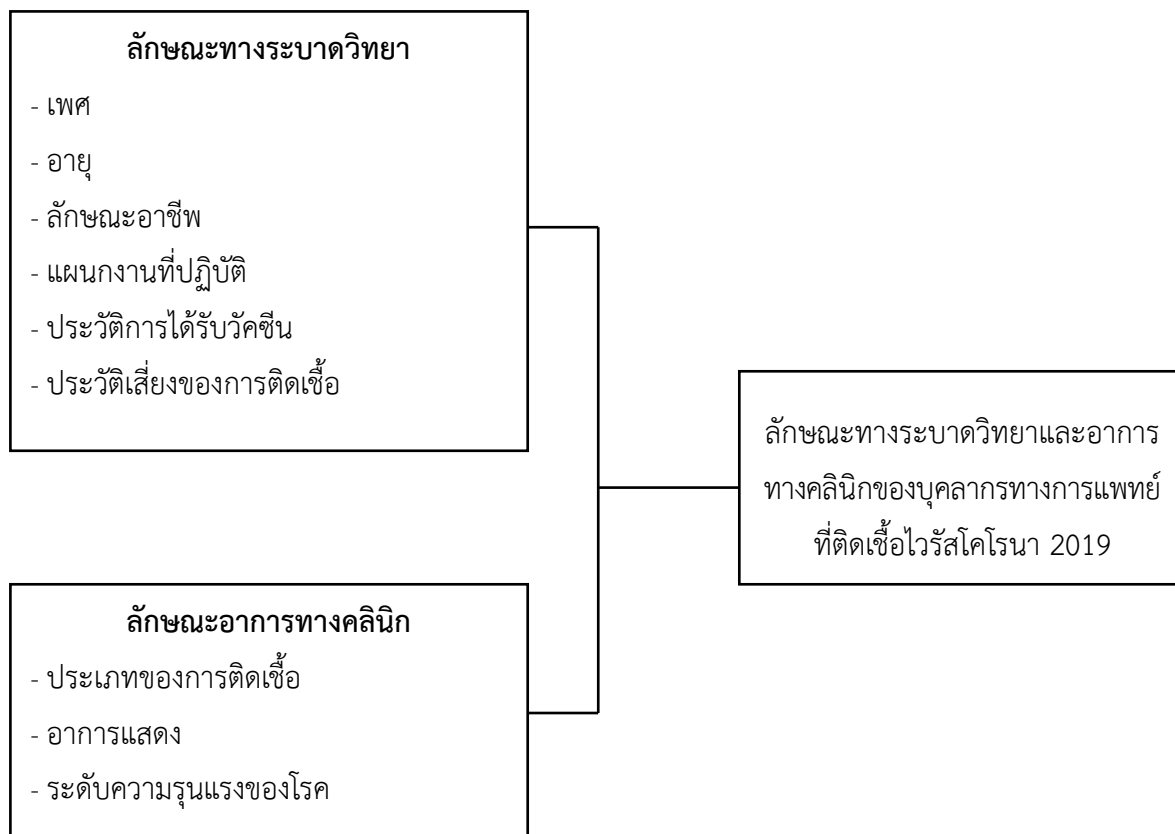 ลักษณะทางระบาดวิทยา
- เพศ
- อายุ
- ลักษณะอาชีพ
- แผนกงานที่ปฏิบัติ
- ประวัติการได้รับวัคซีน
- ประวัติเสี่ยงของการติดเชื้อ
ลักษณะทางระบาดวิทยาและอาการ
ทางคลินิกของบุคลากรทางการแพทย์
ที่ติดเชื้อไวรัสโคโรนา 2019
ลักษณะอาการทางคลินิก
- ประเภทของการติดเชื้อ
- อาการแสดง
- ระดับความรุนแรงของโรค